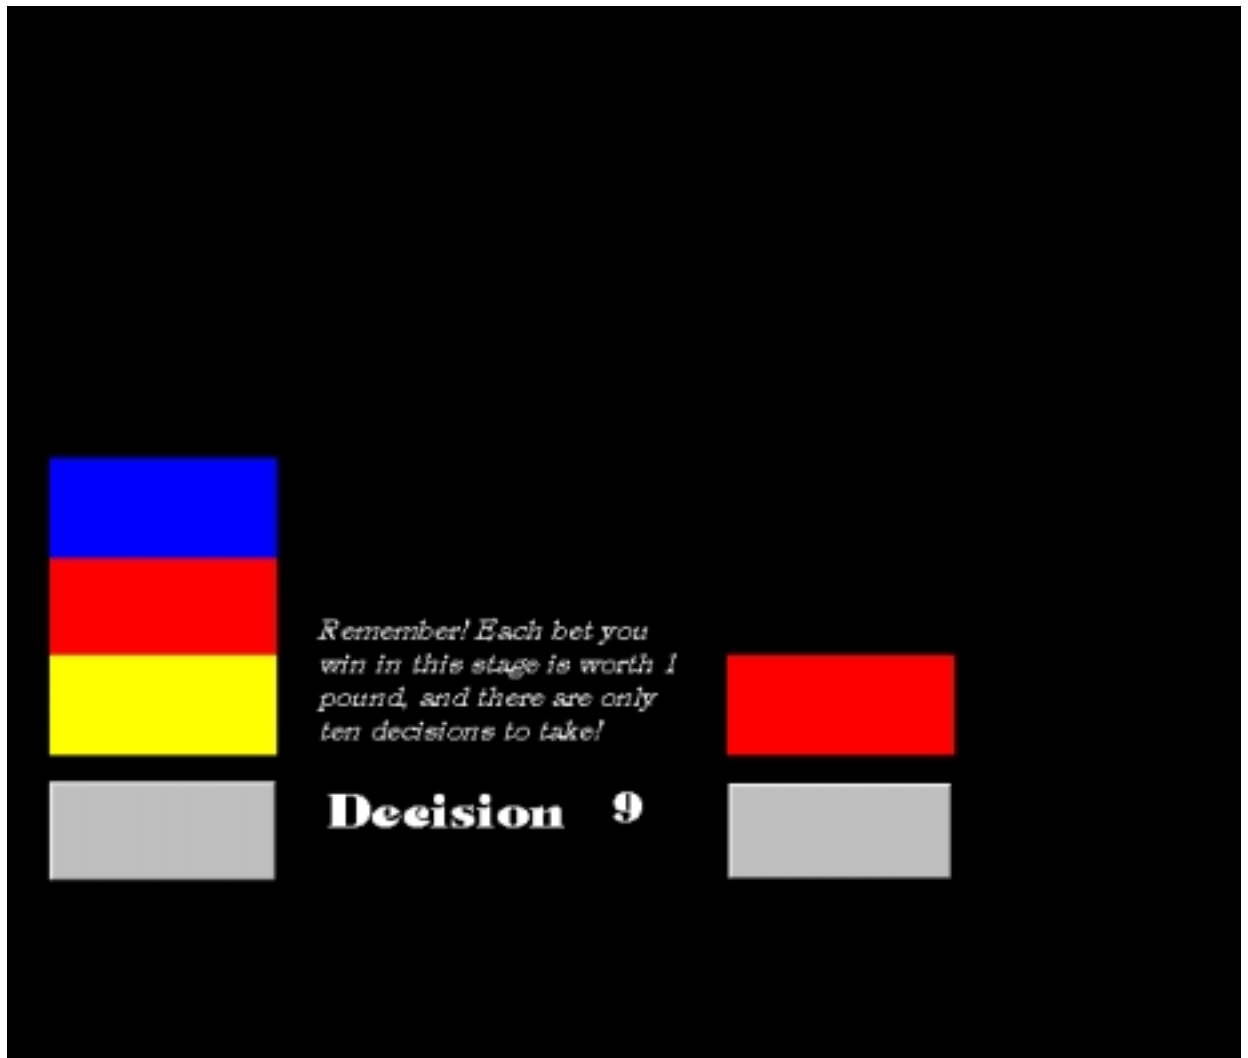 Remember! Each bet you
win in this stage is worth 1
pound, and there are only
ten decisions to take!
Decision 9